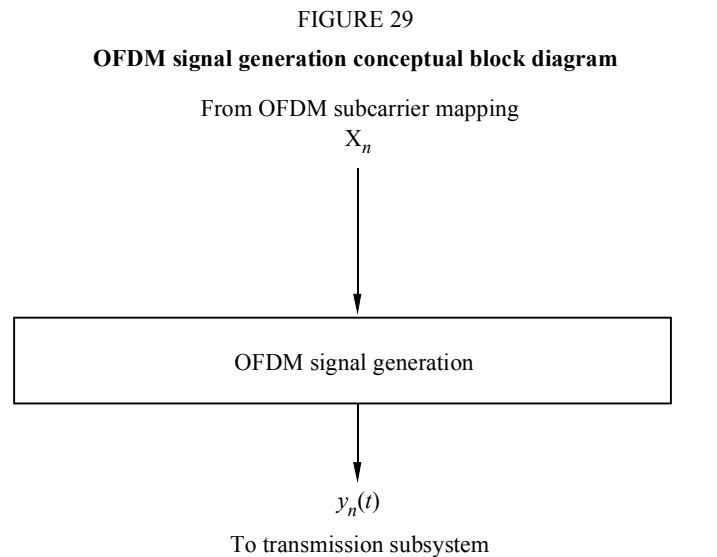 FIGURE 29
OFDM signal generation conceptual block diagram
From OFDM subcarrier mapping
Xn
OFDM signal generation
yn(t)
To transmission subsystem